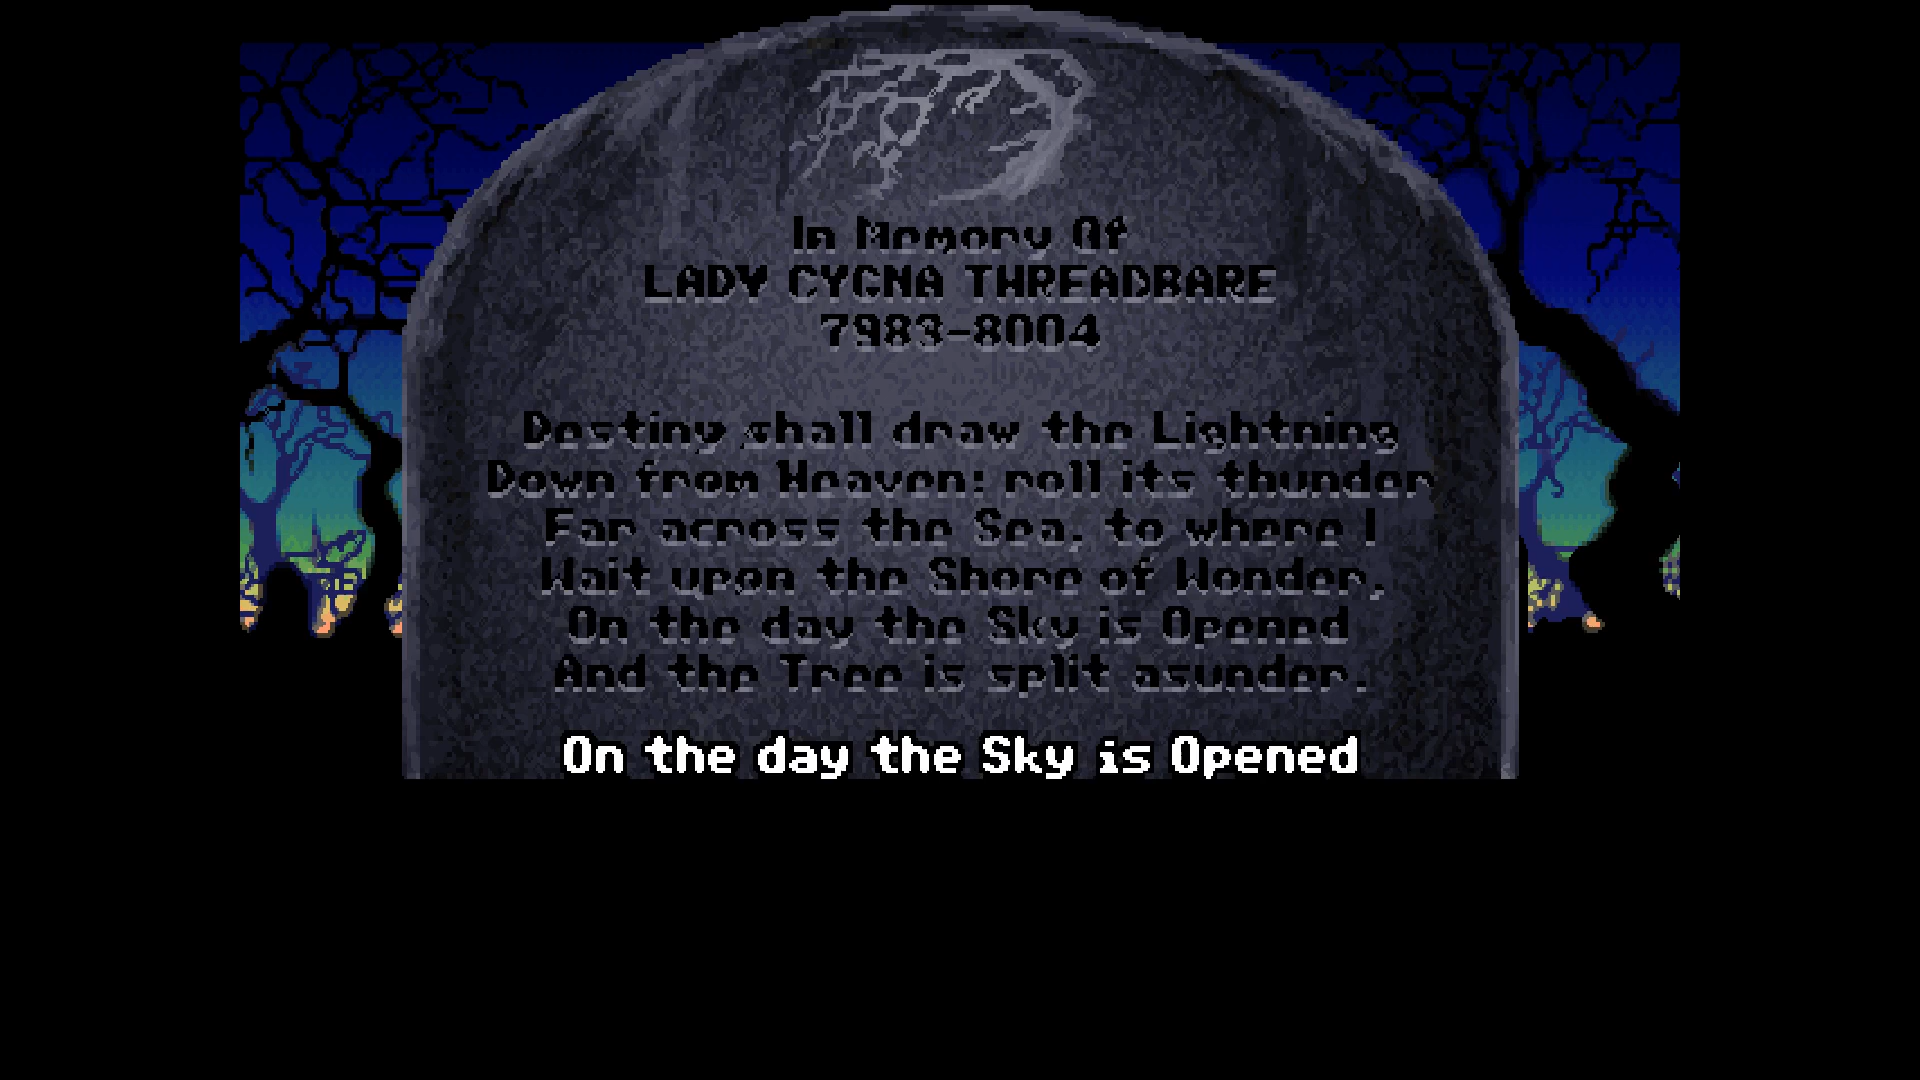 In Memory Of
LADY CYGNA THREADBARE
7983-8004
Destiny shall draw the Lightning
Down from Heaven; roll its thunder
Far across the Sea, to where I
Wait upon the Shore of Wonder,
On the day the Sky is Opened
And the Tree is split asunder.
On the day the Sky is Opened